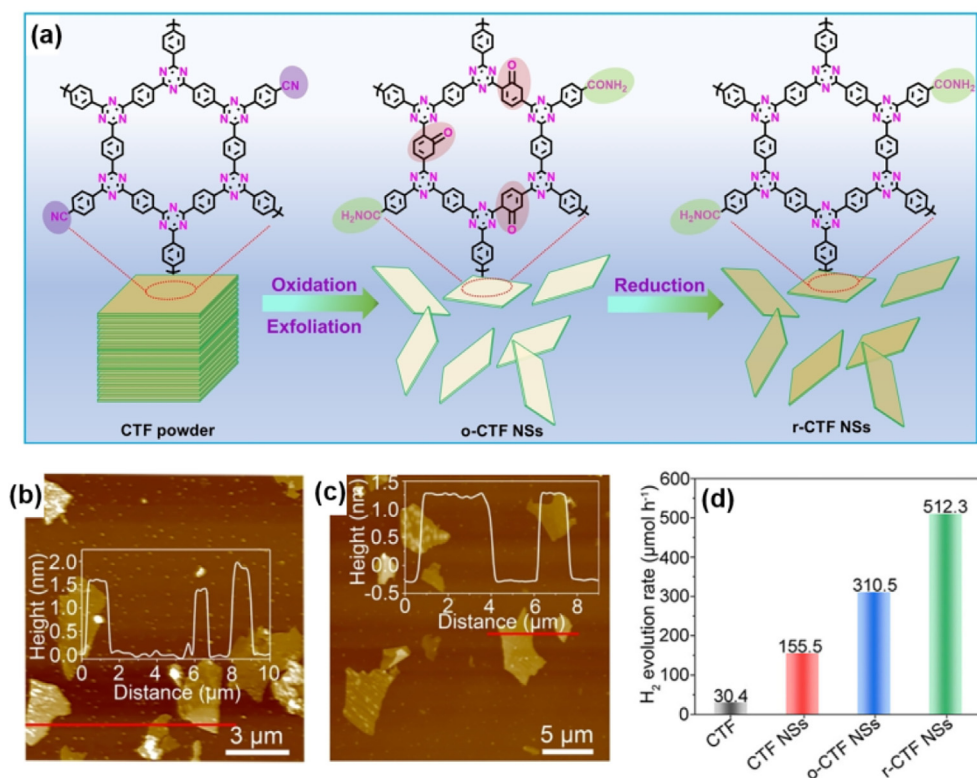 (a)
CN
NC
N N N
CTF powder
Oxidation
Exfoliation
O
O
O
CONH₂
H₂NOC
o-CTF NSs
Reduction
CONH₂
H₂NOC
r-CTF NSs
(b)
Height (nm)
2.0
1.5
1.0
0.5
0.0
0 2 4 6 8 10
Distance (μm)
3 μm
(c)
Height (nm)
1.5
1.0
0.5
0.0
-0.5
0 2 4 6 8
Distance (μm)
5 μm
(d)
H₂ evolution rate (μmol h⁻¹)
600
500
400
300
200
100
0
30.4
155.5
310.5
512.3
CTF
CTF NSs
o-CTF NSs
r-CTF NSs